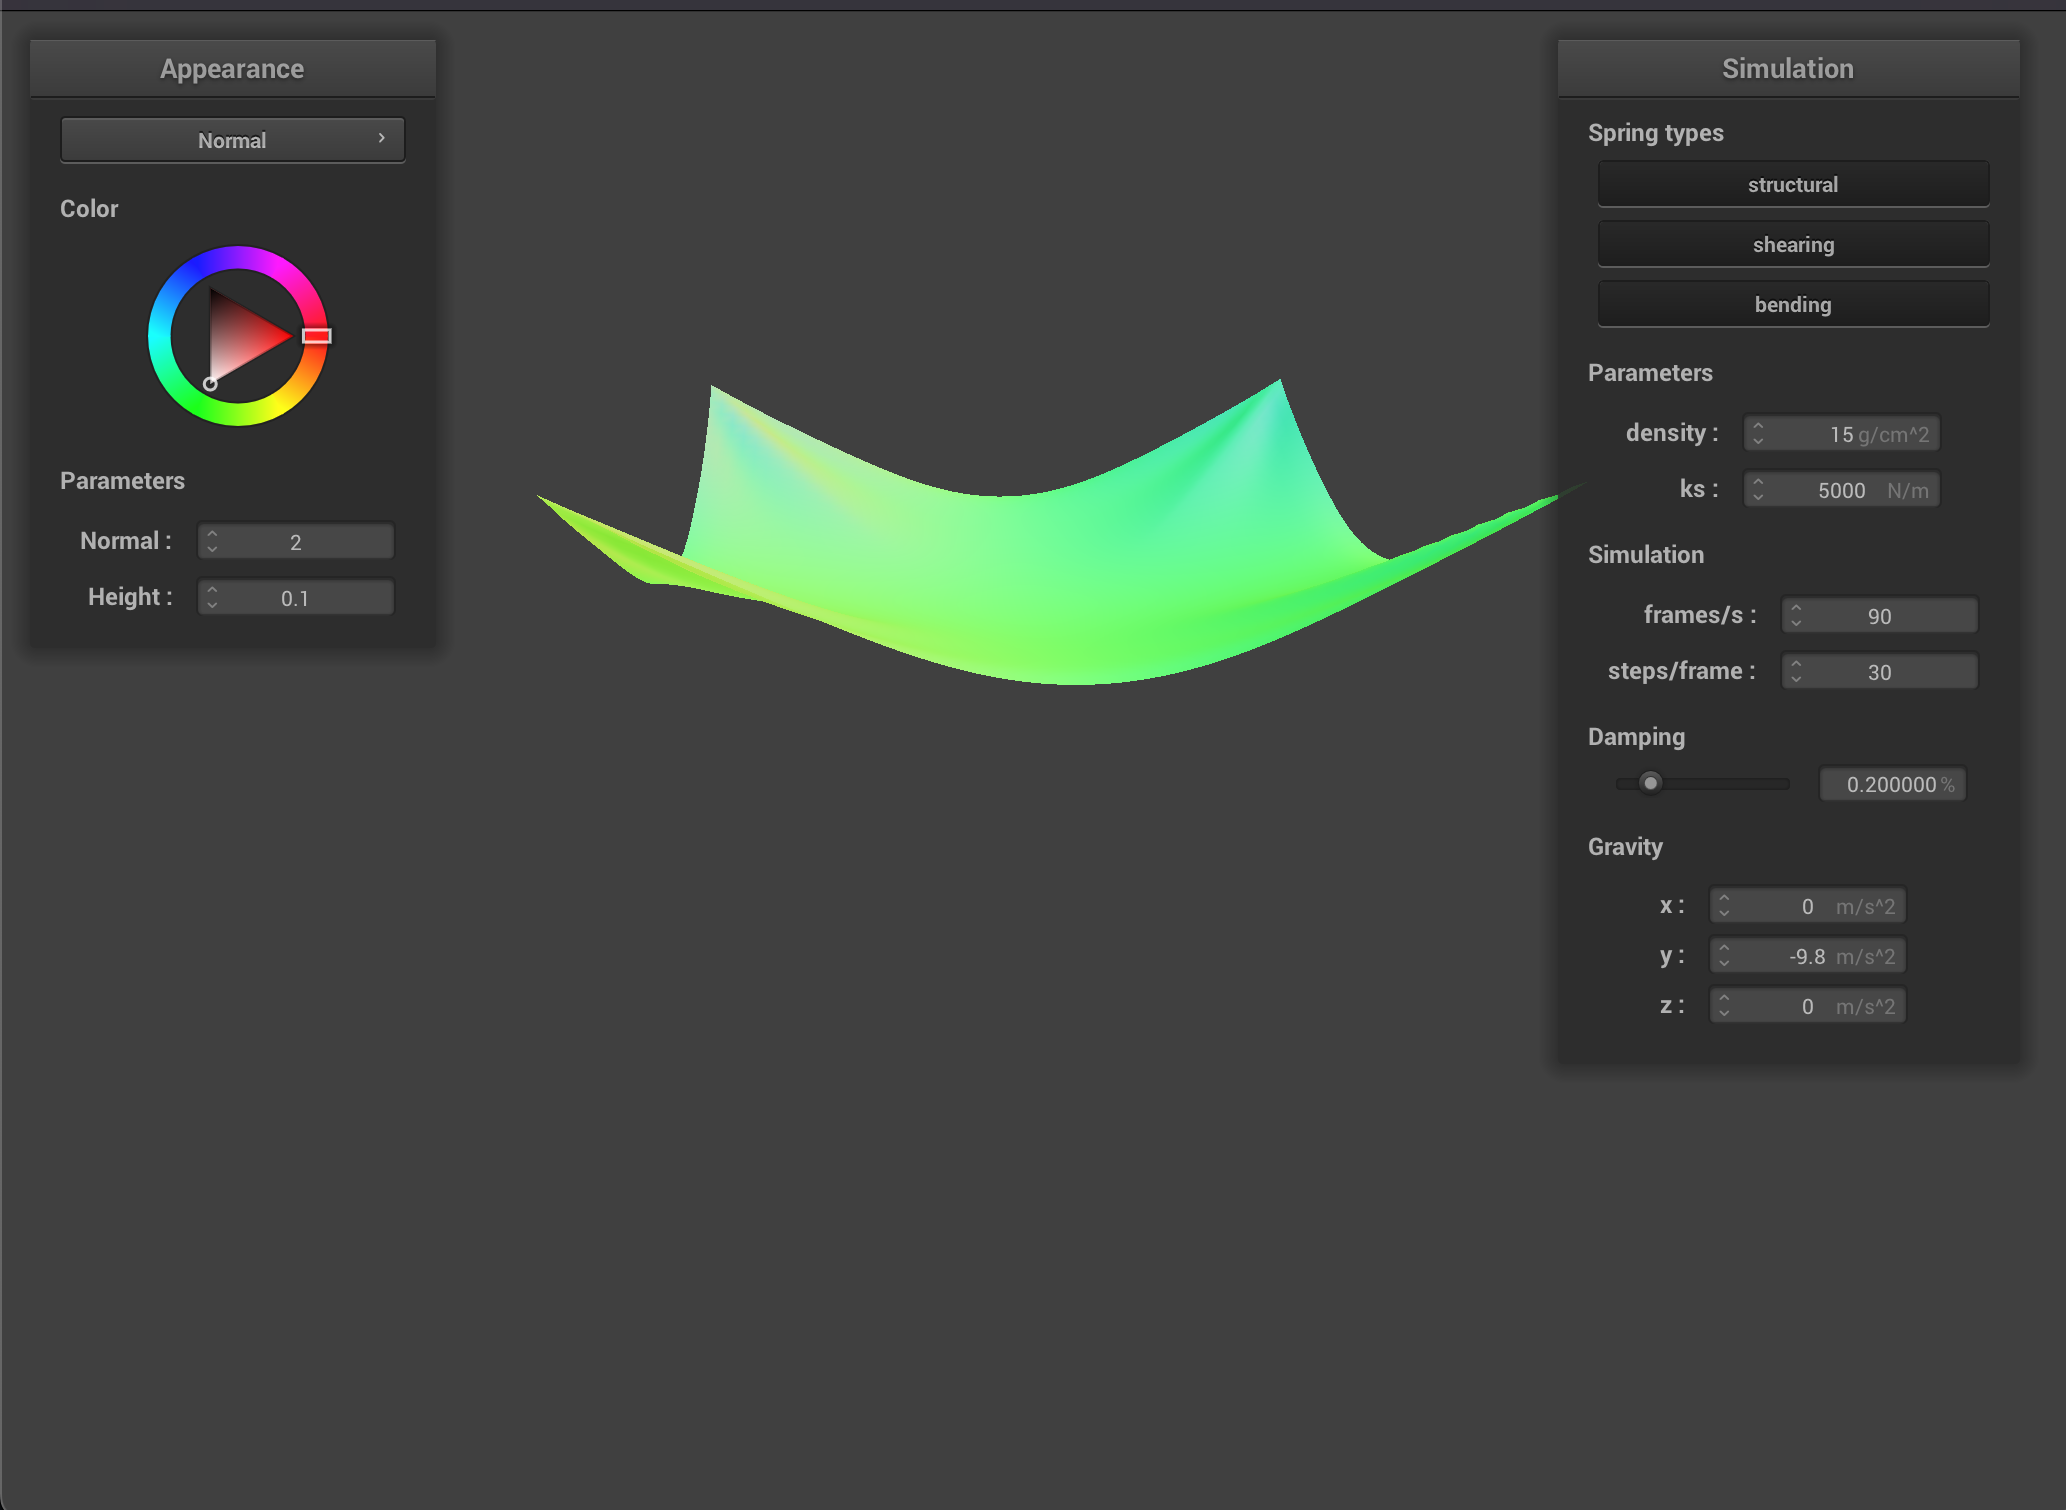 Appearance
Normal
Color
Parameters
Normal : 2
Height : 0.1
Simulation
Spring types
structural
shearing
bending
Parameters
density : 15 g/cm^2
ks : 5000 N/m
Simulation
frames/s : 90
steps/frame : 30
Damping
0.200000 %
Gravity
x : 0 m/s^2
y : -9.8 m/s^2
z : 0 m/s^2